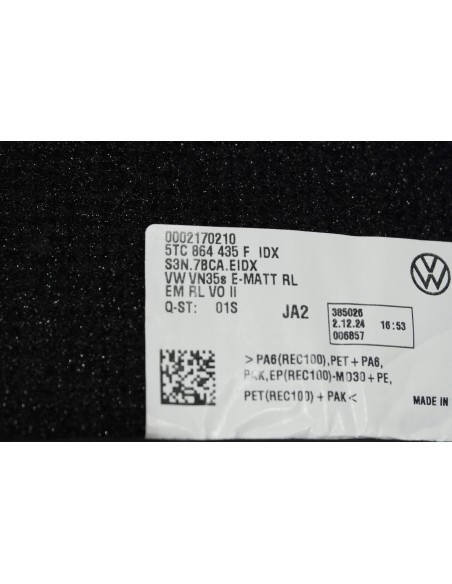 0002170210
5TC 864 435 F IDX
S3N.7BCA.EIDX
VW VN35s E-MATT RL
EM RL VO II
Q-ST: 01S
JA2
385026
2.12.24 16:53
006857
>PA6(REC100),PET+PA6,
PAK,EP(REC100)-MD30+PE,
PET(REC100)+PAK<
MADE IN